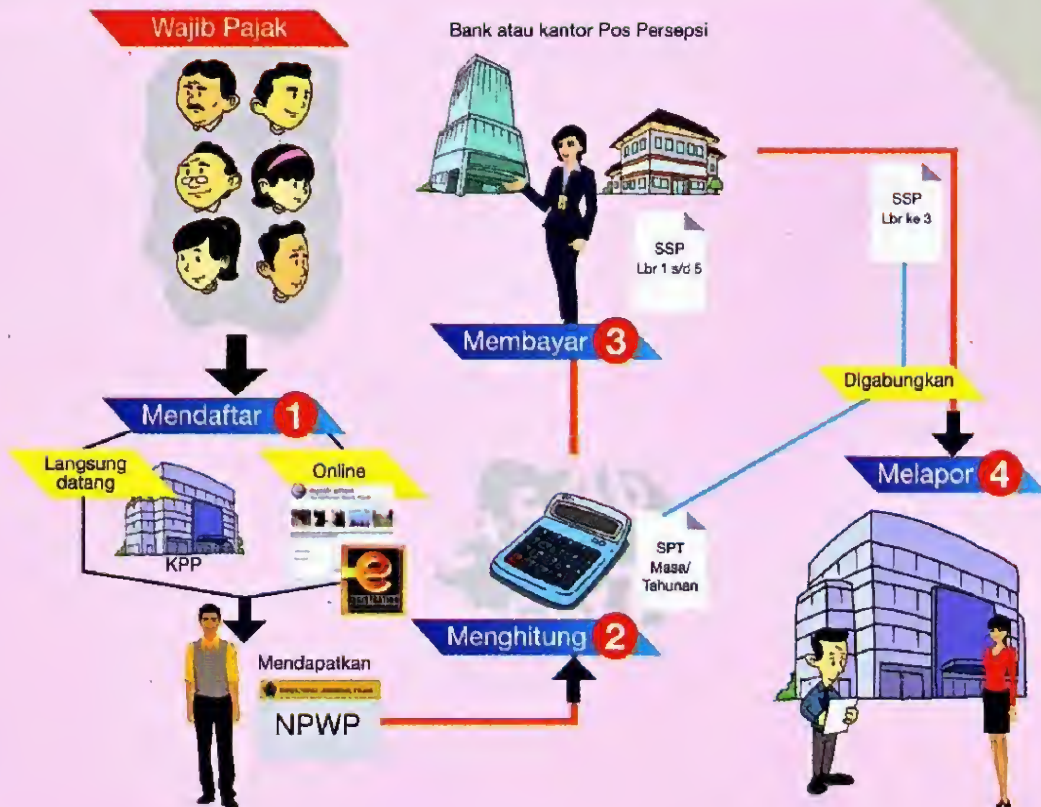 Wajib Pajak
Mendaftar 1
Langsung
datang
Online
KPP
e
Mendapatkan
NPWP
Menghitung 2
SPT
Masa/
Tahunan
Bank atau kantor Pos Persepsi
SSP
Lbr 1 s/d 5
Membayar 3
SSP
Lbr ke 3
Digabungkan
Melapor 4